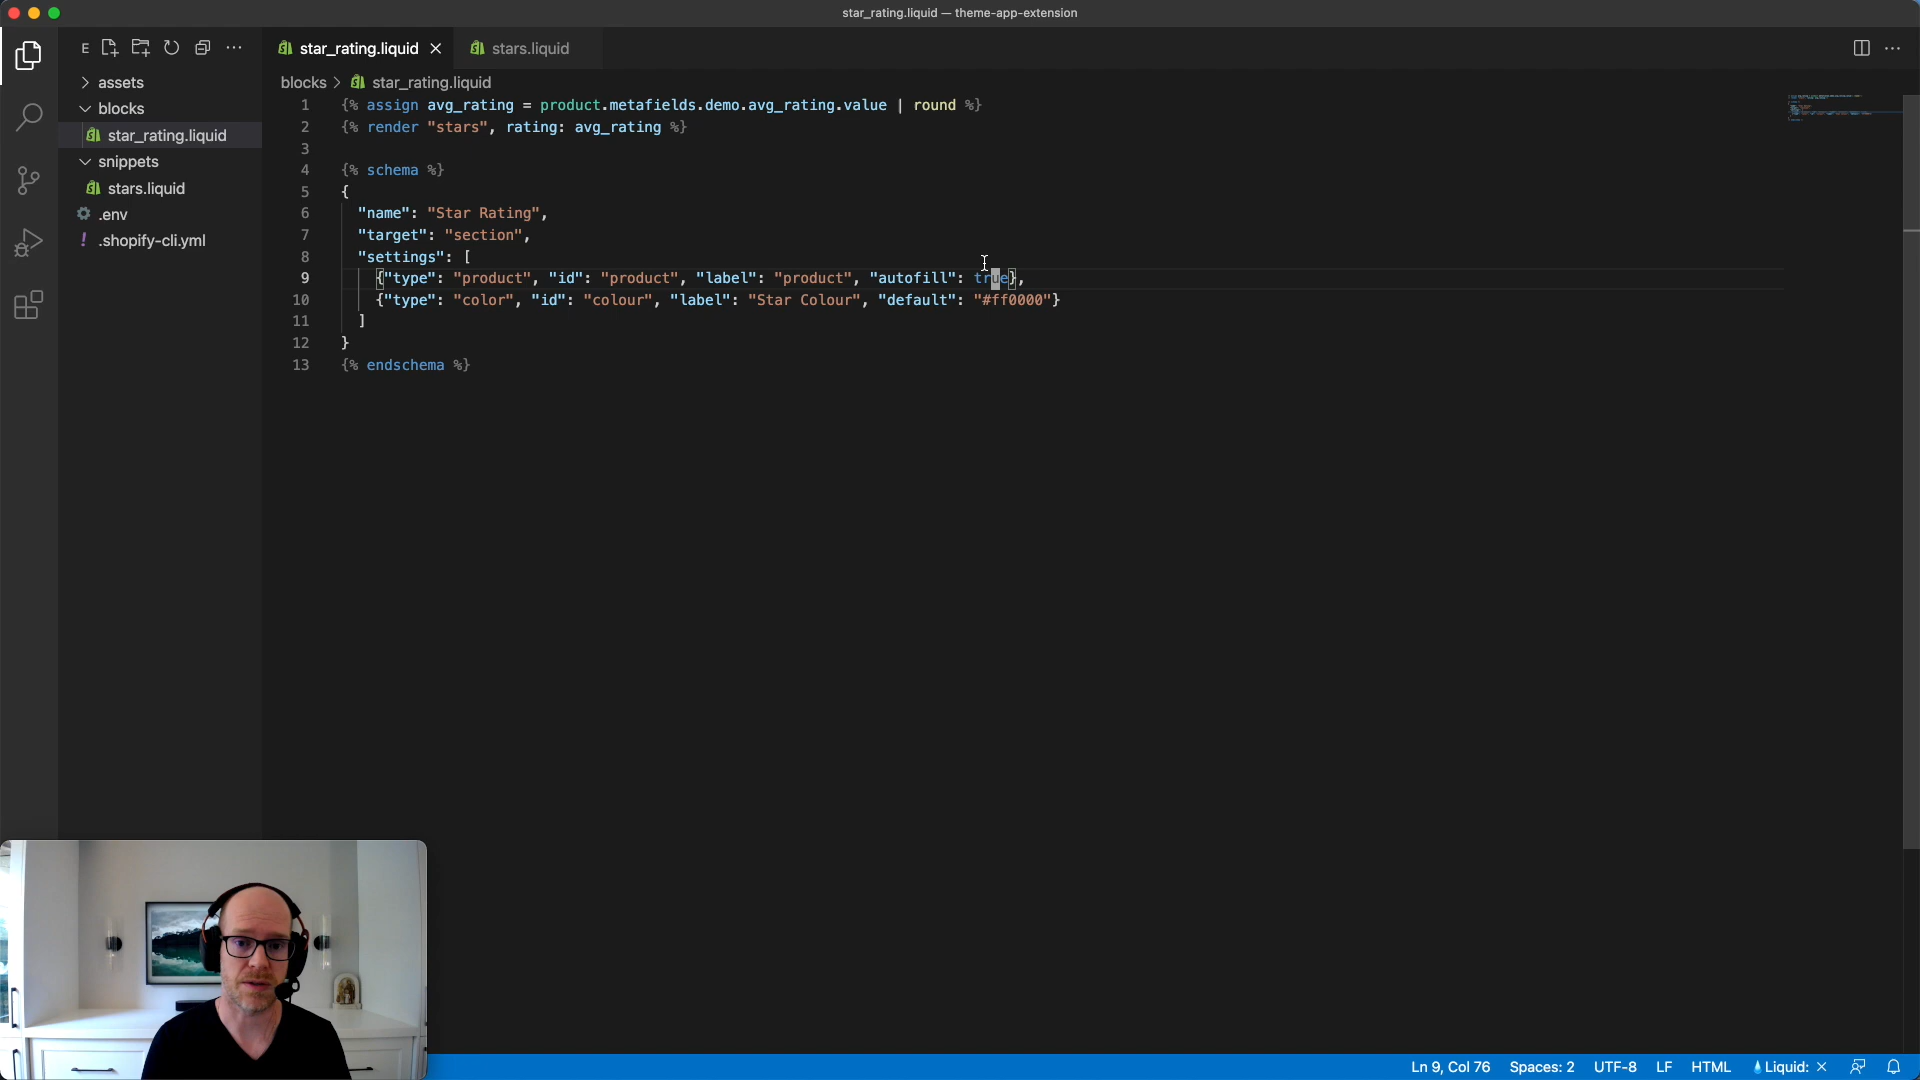 star_rating.liquid — theme-app-extension
E
star_rating.liquid
stars.liquid
assets
blocks
star_rating.liquid
snippets
stars.liquid
.env
! .shopify-cli.yml
blocks > star_rating.liquid
1 {% assign avg_rating = product.metafields.demo.avg_rating.value | round %}
2 {% render "stars", rating: avg_rating %}
3
4 {% schema %}
5 {
6 "name": "Star Rating",
7 "target": "section",
8 "settings": [
9 {"type": "product", "id": "product", "label": "product", "autofill": true},
10 {"type": "color", "id": "colour", "label": "Star Colour", "default": "#ff0000"}
11 ]
12 }
13 {% endschema %}
Ln 9, Col 76 Spaces: 2 UTF-8 LF HTML Liquid: ×